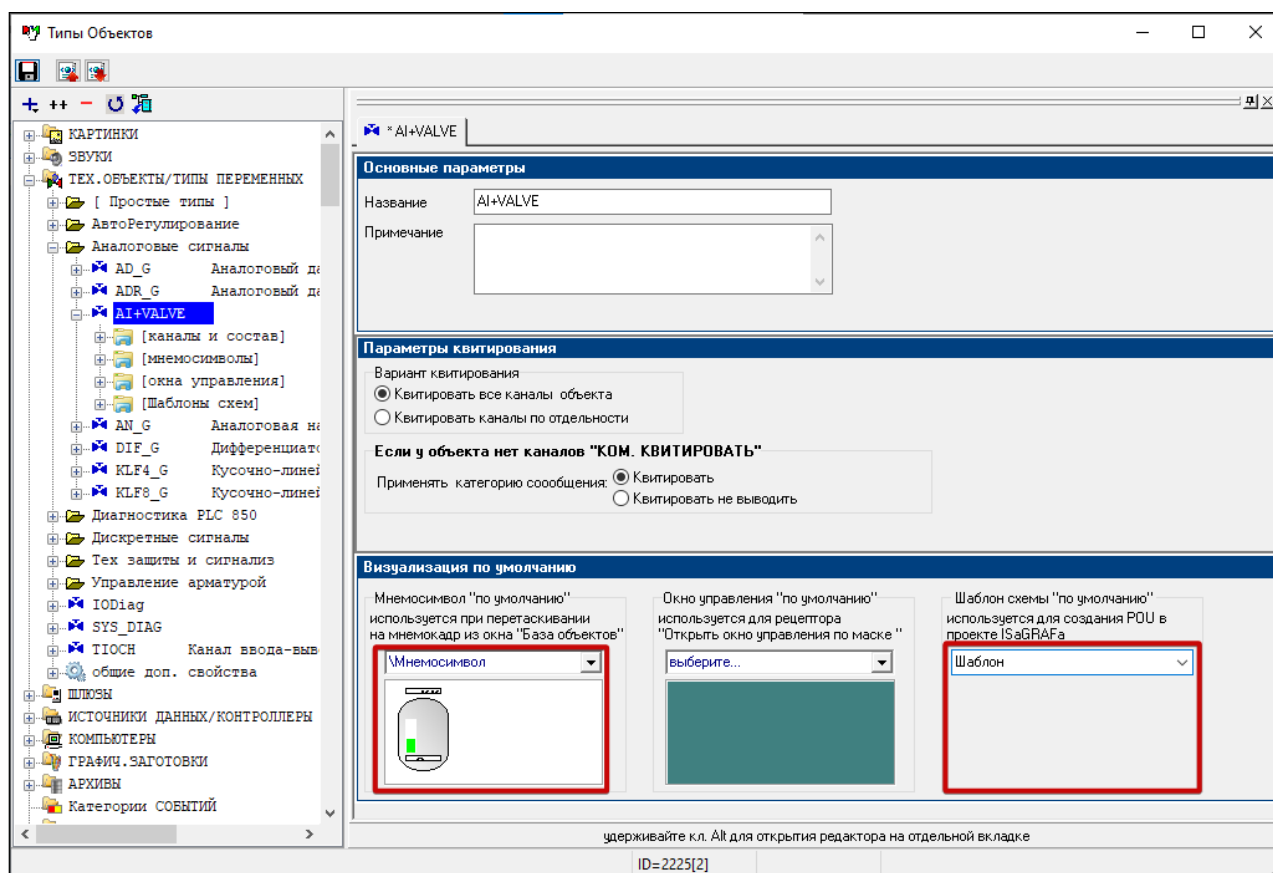 Типы Объектов
КАРТИНКИ
ЗВУКИ
ТЕХ.ОБЪЕКТЫ/ТИПЫ ПЕРЕМЕННЫХ
[ Простые типы ]
АвтоРегулирование
Аналоговые сигналы
AD_G Аналоговый да
ADR_G Аналоговый да
AI+VALVE
[каналы и состав]
[мнемосимволы]
[окна управления]
[Шаблоны схем]
AN_G Аналоговая на
DIF_G Дифференциато
KLF4_G Кусочно-линей
KLF8_G Кусочно-линей
Диагностика PLC 850
Дискретные сигналы
Тех защиты и сигнализ
Управление арматурой
IODiag
SYS_DIAG
TIOCH Канал ввода-выв
общие доп. свойства
ШЛЮЗЫ
ИСТОЧНИКИ ДАННЫХ/КОНТРОЛЛЕРЫ
КОМПЬЮТЕРЫ
ГРАФИЧ.ЗАГОТОВКИ
АРХИВЫ
Категории СОБЫТИЙ
* AI+VALVE
Основные параметры
Название AI+VALVE
Примечание
Параметры квитирования
Вариант квитирования
Квитировать все каналы объекта
Квитировать каналы по отдельности
Если у объекта нет каналов "КОМ. КВИТИРОВАТЬ"
Применять категорию соообщения:
Квитировать
Квитировать не выводить
Визуализация по умолчанию
Мнемосимвол "по умолчанию"
используется при перетаскивании
на мнемокадр из окна "База объектов"
\Мнемосимвол
Окно управления "по умолчанию"
используется для рецептора
"Открыть окно управления по маске "
выберите...
Шаблон схемы "по умолчанию"
используется для создания POU в
проекте ISaGRAFа
Шаблон
удерживайте кл. Alt для открытия редактора на отдельной вкладке
ID=2225[2]